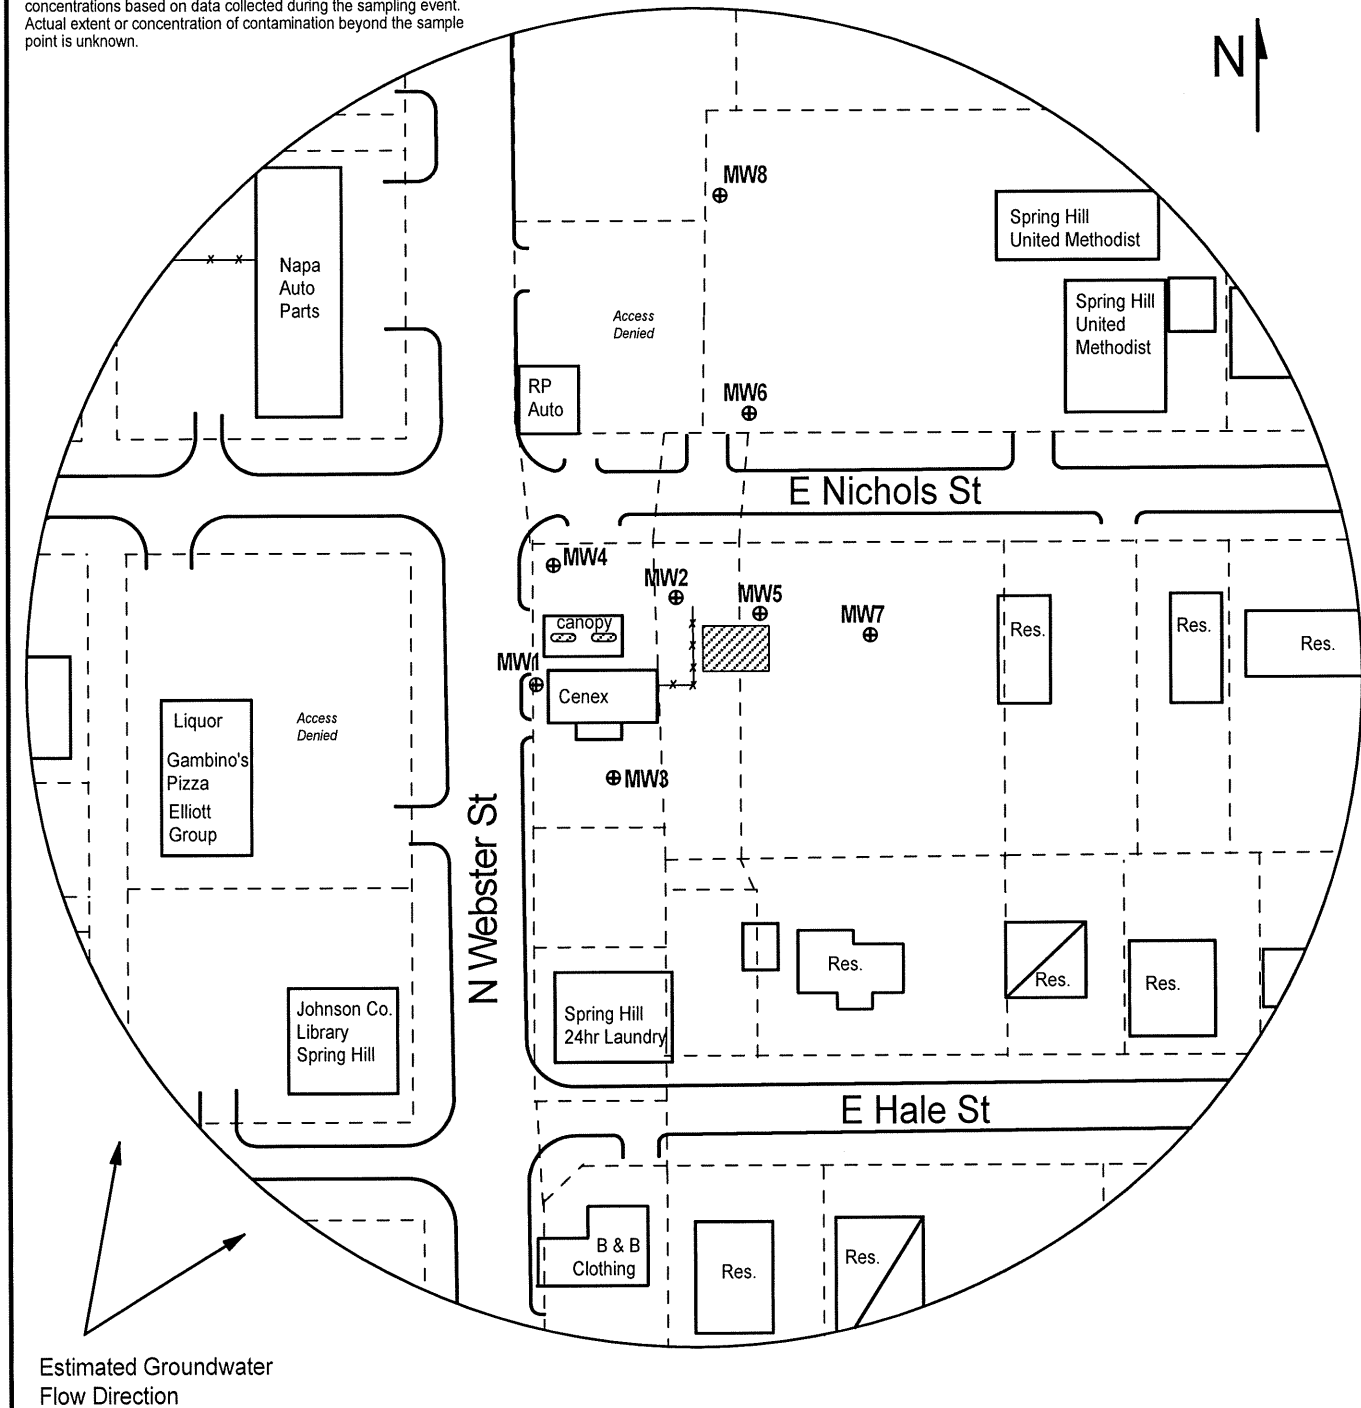 concentrations based on data collected during the sampling event.
Actual extent or concentration of contamination beyond the sample
point is unknown.
N
MW8
Spring Hill
United Methodist
Napa
Auto
Parts
Access
Denied
Spring Hill
United
Methodist
RP
Auto
MW6
E Nichols St
MW4
MW2
MW5
MW7
canopy
Res.
Res.
Res.
MW1
Cenex
Liquor
Gambino's
Pizza
Elliott
Group
Access
Denied
MW3
N Webster St
Res.
Res.
Res.
Johnson Co.
Library
Spring Hill
Spring Hill
24hr Laundry
E Hale St
B & B
Clothing
Res.
Res.
Estimated Groundwater
Flow Direction